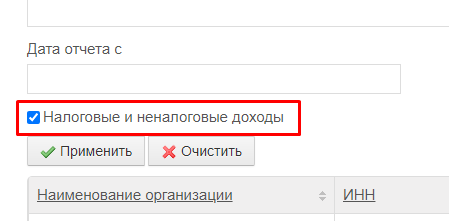 Дата отчета с
Налоговые и неналоговые доходы
Применить Очистить
Наименование организации ИНН